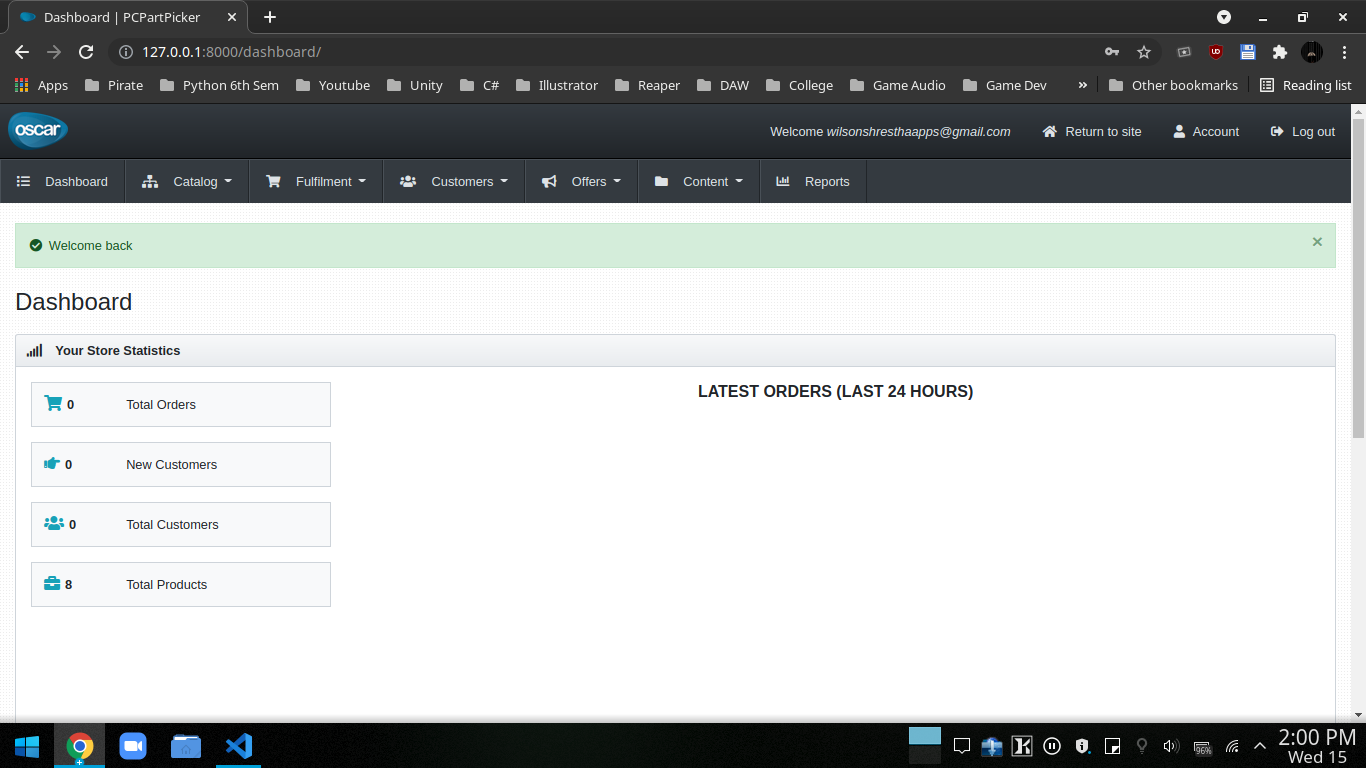 Dashboard | PCPartPicker
127.0.0.1:8000/dashboard/
Apps Pirate Python 6th Sem Youtube Unity C# Illustrator Reaper DAW College Game Audio Game Dev » Other bookmarks Reading list
oscar Welcome wilsonshresthaapps@gmail.com Return to site Account Log out
Dashboard Catalog Fulfilment Customers Offers Content Reports
Welcome back ×
Dashboard
Your Store Statistics
0 Total Orders
LATEST ORDERS (LAST 24 HOURS)
0 New Customers
0 Total Customers
8 Total Products
96%
2:00 PM
Wed 15